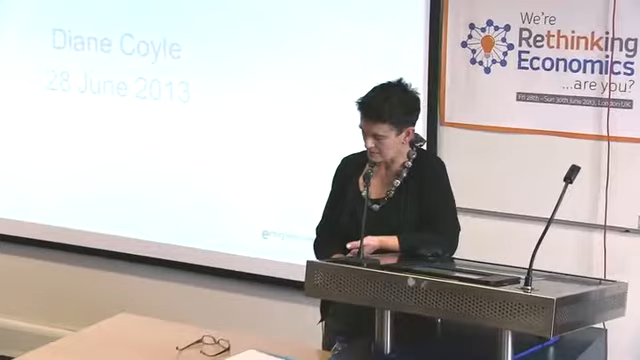 Diane Coyle
28 June 2013
We're
Rethinking
Economics
...are you?
Fri 28th - Sun 30th June 2013, London UK